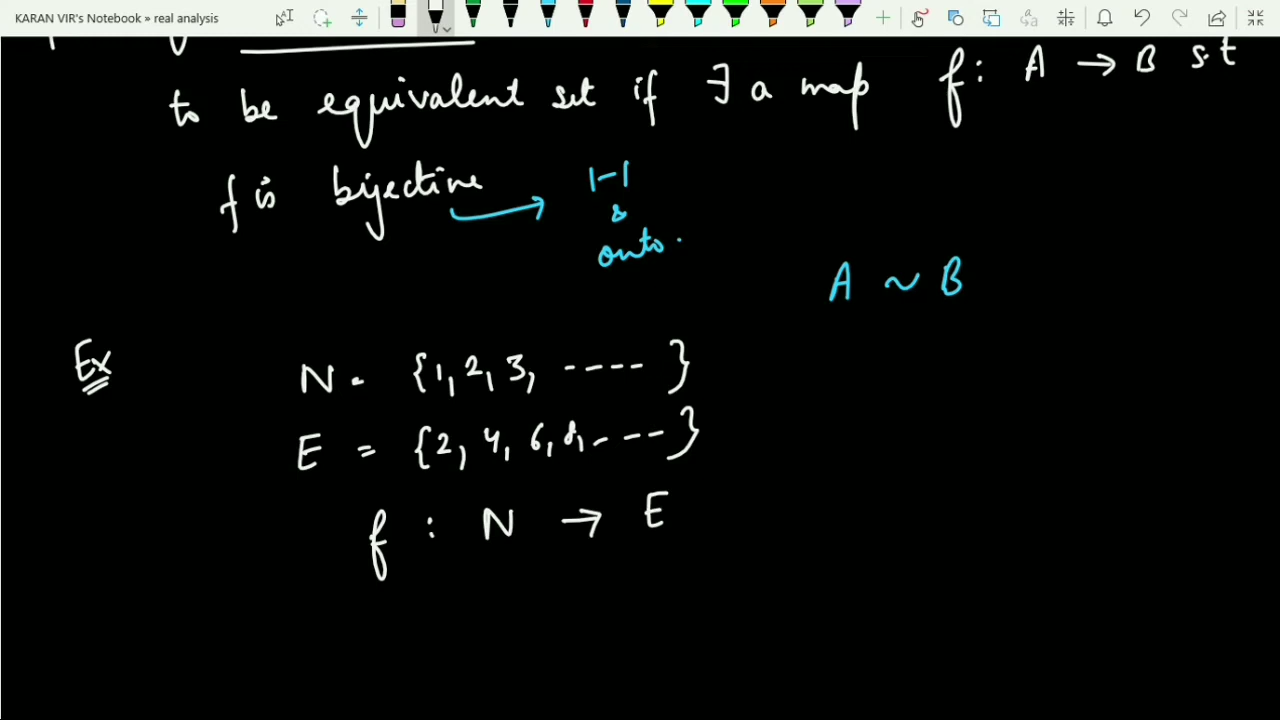 KARAN VIR's Notebook » real analysis
to be equivalent set if ∃ a map f: A → B s.t
f is bijective → 1-1
&
onto.
A ~ B
Ex
N = {1, 2, 3, ---- }
E = {2, 4, 6, 8, ---- }
f : N → E